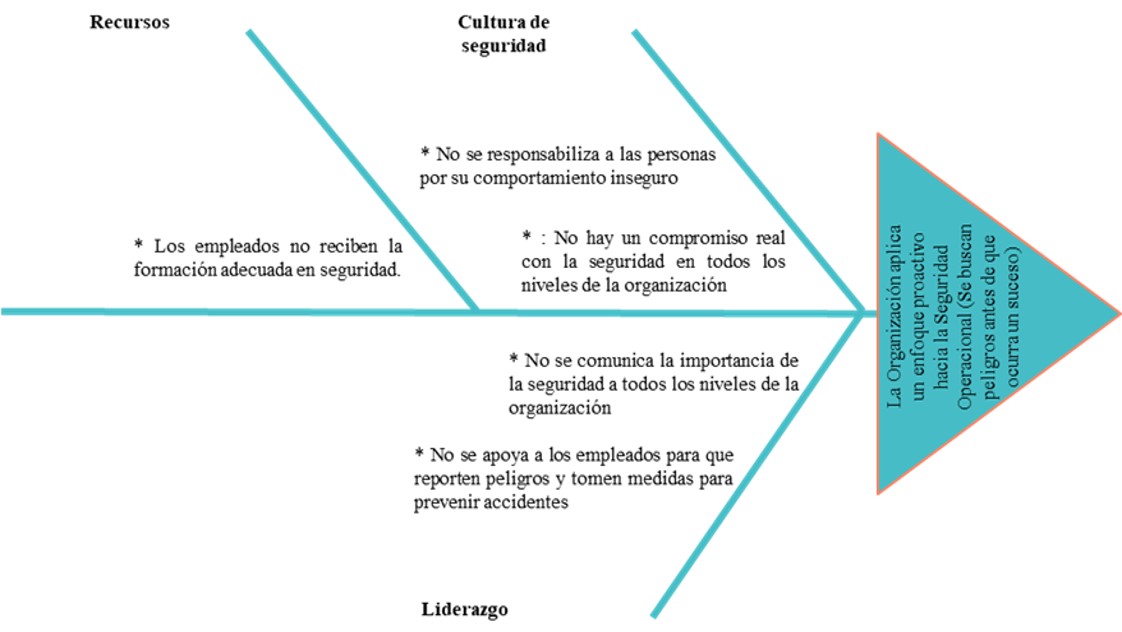 Recursos
Cultura de
seguridad
* No se responsabiliza a las personas
por su comportamiento inseguro
* Los empleados no reciben la
formación adecuada en seguridad.
* : No hay un compromiso real
con la seguridad en todos los
niveles de la organización
* No se comunica la importancia de
la seguridad a todos los niveles de la
organización
* No se apoya a los empleados para que
reporten peligros y tomen medidas para
prevenir accidentes
Liderazgo
La Organización aplica
un enfoque proactivo
hacia la Seguridad
Operacional (Se buscan
peligros antes de que
ocurra un suceso)